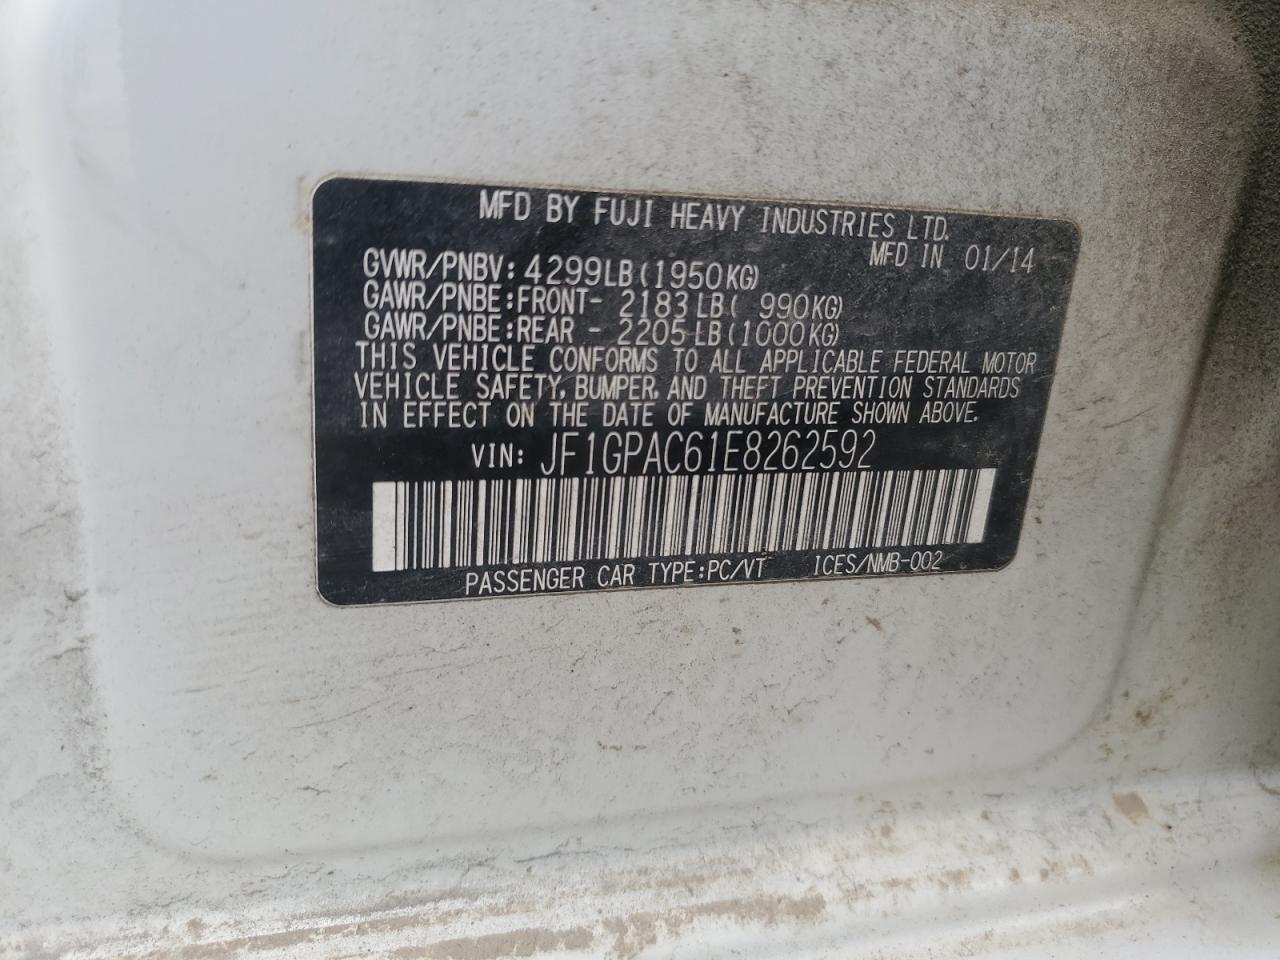 MFD BY FUJI HEAVY INDUSTRIES LTD.
MFD IN 01/14
GVWR/PNBV: 4299LB(1950KG)
GAWR/PNBE:FRONT- 2183LB( 990KG)
GAWR/PNBE:REAR - 2205LB(1000KG)
THIS VEHICLE CONFORMS TO ALL APPLICABLE FEDERAL MOTOR
VEHICLE SAFETY, BUMPER, AND THEFT PREVENTION STANDARDS
IN EFFECT ON THE DATE OF MANUFACTURE SHOWN ABOVE.
VIN: JF1GPAC61E8262592
PASSENGER CAR TYPE:PC/VT ICES/NMB-002